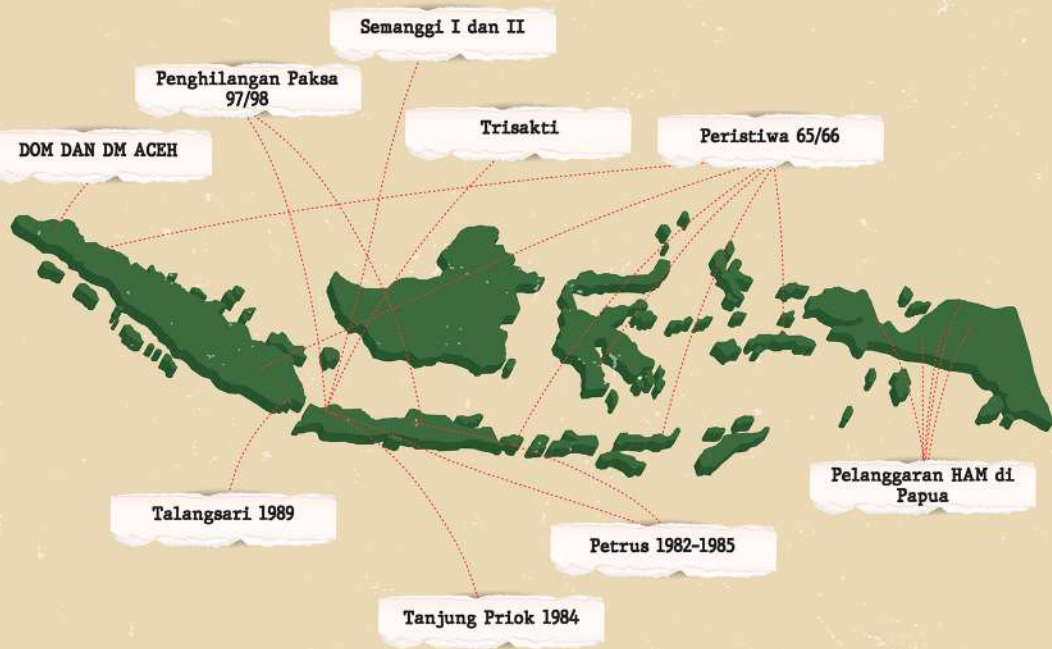 Semanggi I dan II
Penghilangan Paksa
97/98
Trisakti
Peristiwa 65/66
DOM DAN DM ACEH
Talangsari 1989
Pelanggaran HAM di
Papua
Petrus 1982-1985
Tanjung Priok 1984